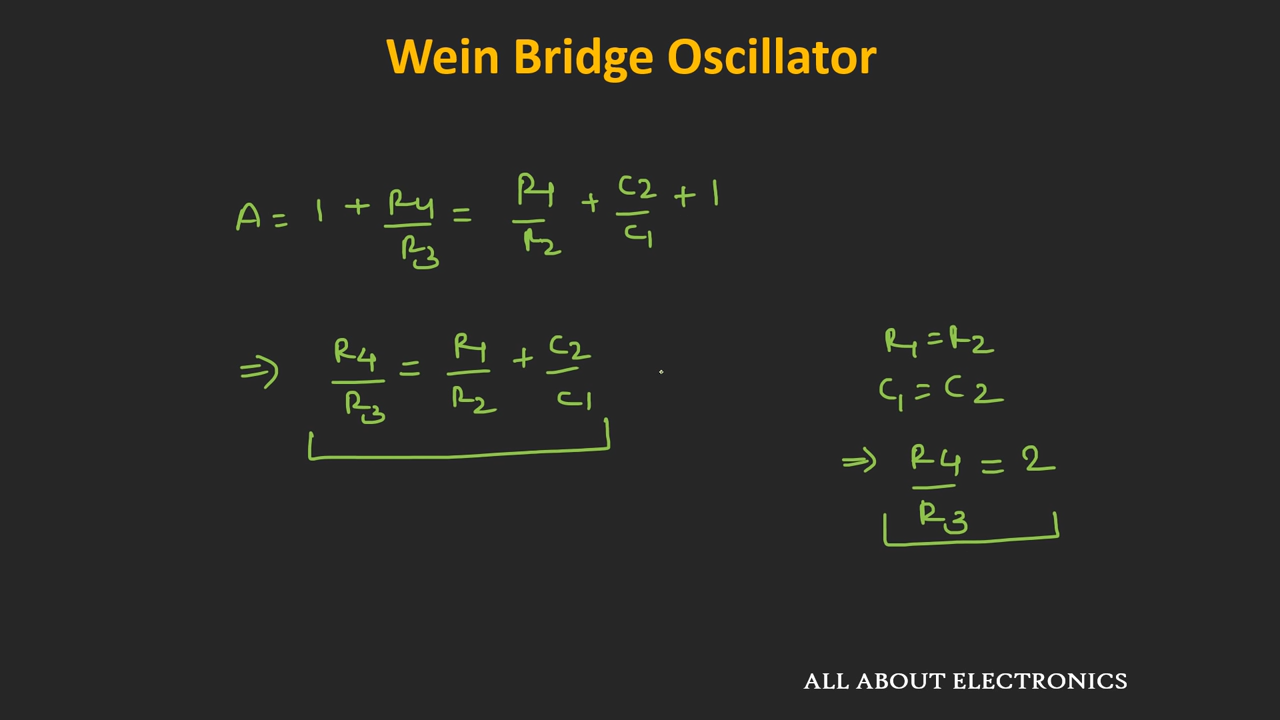 Wein Bridge Oscillator
A = 1 + R4/R3 = R1/R2 + C2/C1 + 1
⇒ R4/R3 = R1/R2 + C2/C1
R1 = R2
C1 = C2
⇒ R4/R3 = 2
ALL ABOUT ELECTRONICS